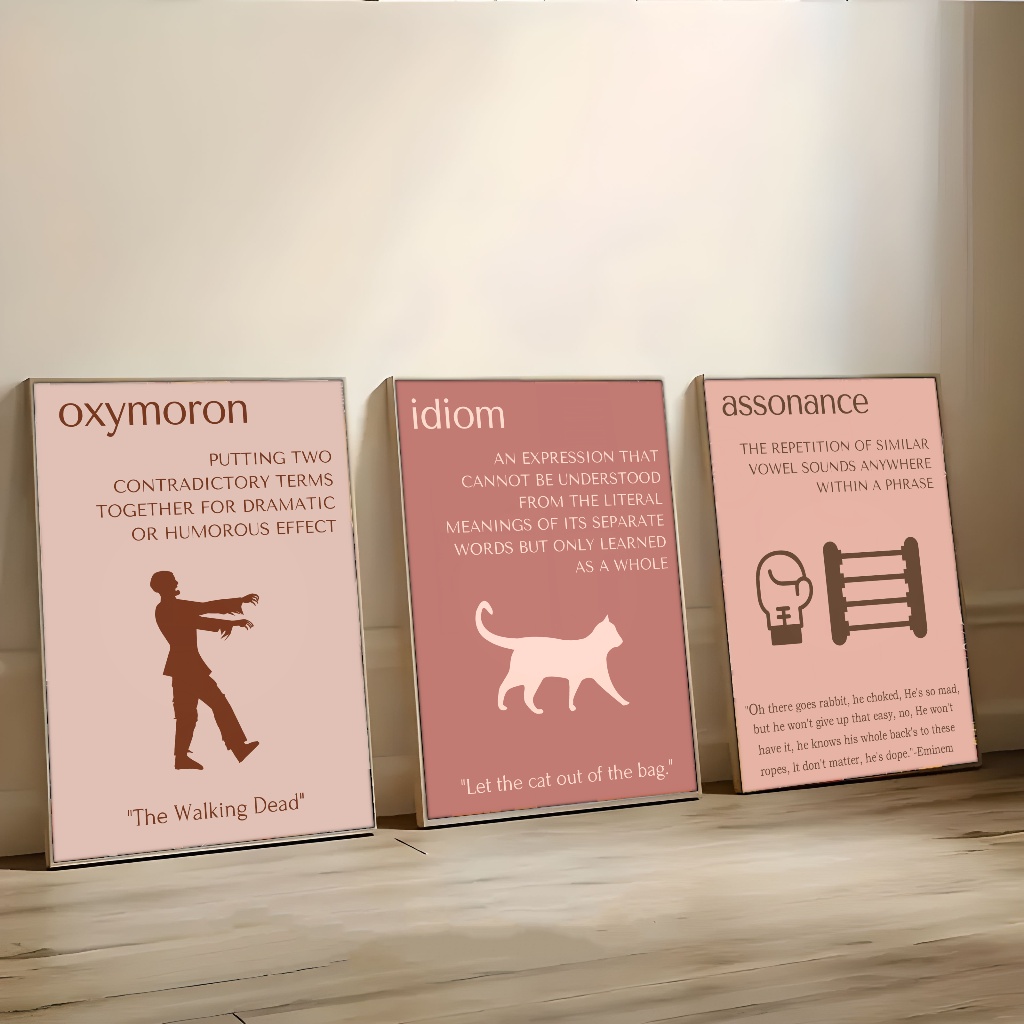 oxymoron
PUTTING TWO
CONTRADICTORY TERMS
TOGETHER FOR DRAMATIC
OR HUMOROUS EFFECT
"The Walking Dead"
idiom
AN EXPRESSION THAT
CANNOT BE UNDERSTOOD
FROM THE LITERAL
MEANINGS OF ITS SEPARATE
WORDS BUT ONLY LEARNED
AS A WHOLE
"Let the cat out of the bag."
assonance
THE REPETITION OF SIMILAR
VOWEL SOUNDS ANYWHERE
WITHIN A PHRASE
"Oh there goes rabbit, he choked, He's so mad,
but he won't give up that easy, no, He won't
have it, he knows his whole back's to these
ropes, it don't matter, he's dope."-Eminem